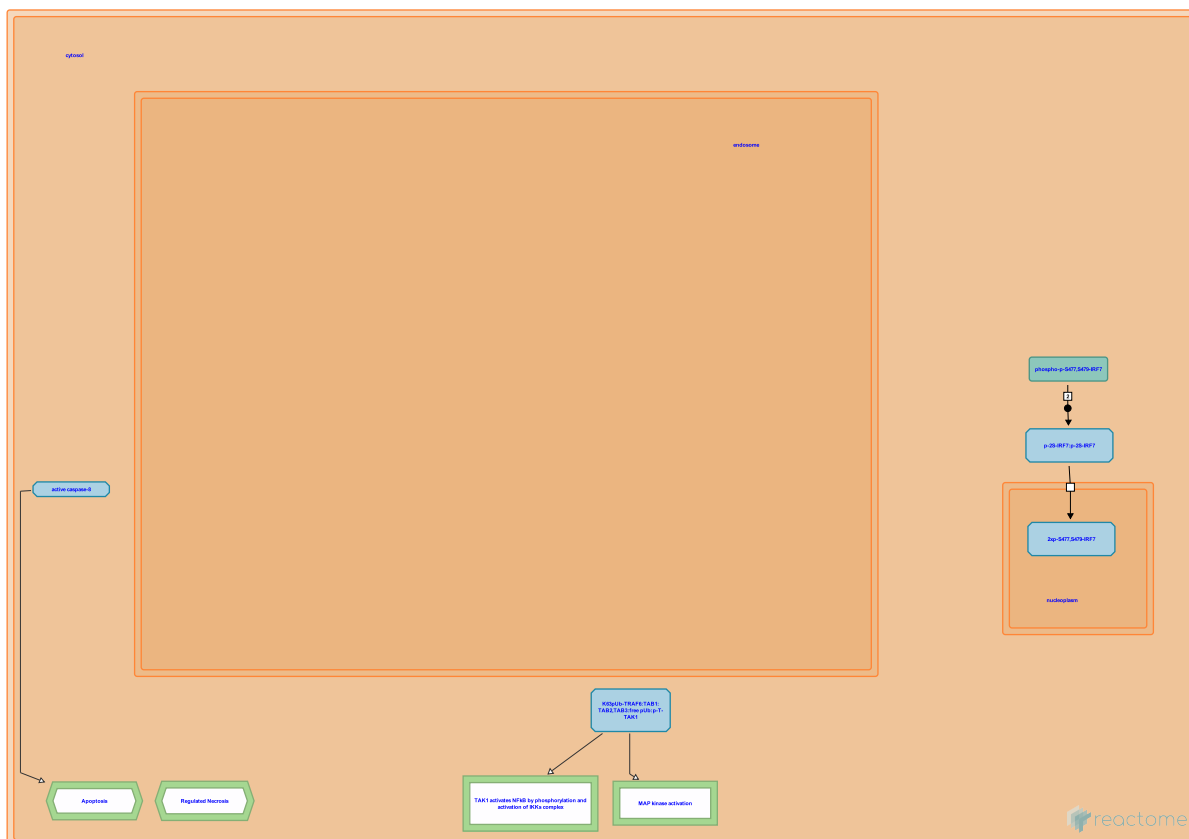 cytosol
endosome
phospho-p-S477,S479-IRF7
2
p-2S-IRF7:p-2S-IRF7
active caspase-8
2xp-S477,S479-IRF7
nucleoplasm
K63pUb-TRAF6:TAB1:
TAB2,TAB3:free pUb:p-T-
TAK1
Apoptosis
Regulated Necrosis
TAK1 activates NFkB by phosphorylation and
activation of IKKs complex
MAP kinase activation
reactome